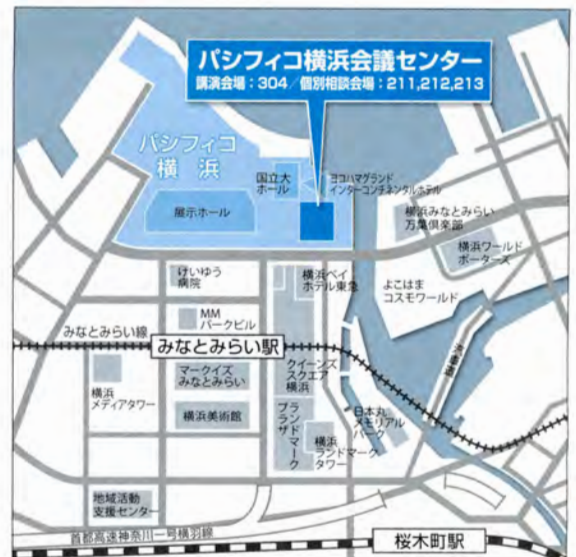 パシフィコ横浜会議センター
講演会場：304／個別相談会場：211,212,213
パシフィコ
横浜
国立大
ホール
ヨコハマグランド
インターコンチネンタルホテル
展示ホール
横浜みなとみらい
万葉倶楽部
横浜ワールド
ポーターズ
けいゆう
病院
横浜ベイ
ホテル東急
よこはま
コスモワールド
MM
パークビル
みなとみらい線
みなとみらい駅
汽車道
横浜
メディアタワー
マークイズ
みなとみらい
クイーンズ
スクエア
横浜
横浜美術館
ランドマーク
プラザ
横浜
ランドマーク
タワー
日本丸
メモリアル
パーク
地域活動
支援センター
首都高速神奈川一号横羽線
桜木町駅